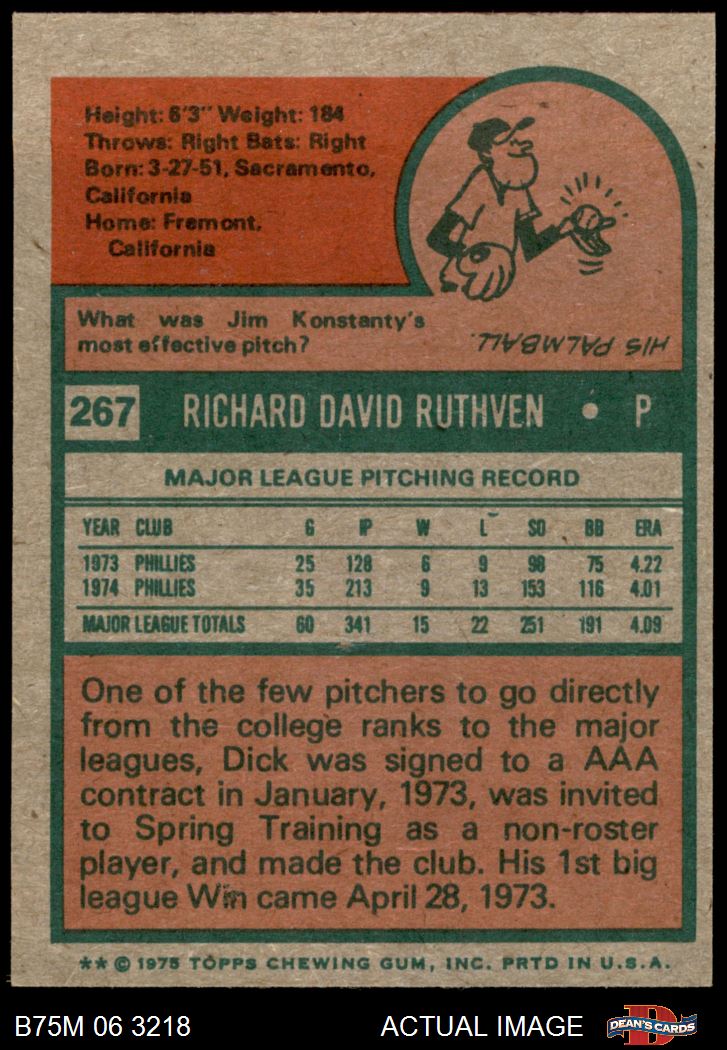 Height: 6'3" Weight: 184
Throws: Right Bats: Right
Born: 3-27-51, Sacramento,
California
Home: Fremont,
California
What was Jim Konstanty's
most effective pitch?
HIS PALMBALL.
267 RICHARD DAVID RUTHVEN • P
MAJOR LEAGUE PITCHING RECORD
YEAR CLUB G IP W L SO BB ERA
1973 PHILLIES 25 128 6 9 98 75 4.22
1974 PHILLIES 35 213 9 13 153 116 4.01
MAJOR LEAGUE TOTALS 60 341 15 22 251 191 4.09
One of the few pitchers to go directly
from the college ranks to the major
leagues, Dick was signed to a AAA
contract in January, 1973, was invited
to Spring Training as a non-roster
player, and made the club. His 1st big
league Win came April 28, 1973.
** © 1975 TOPPS CHEWING GUM, INC. PRTD IN U.S.A.
B75M 06 3218 ACTUAL IMAGE DEAN'S CARDS